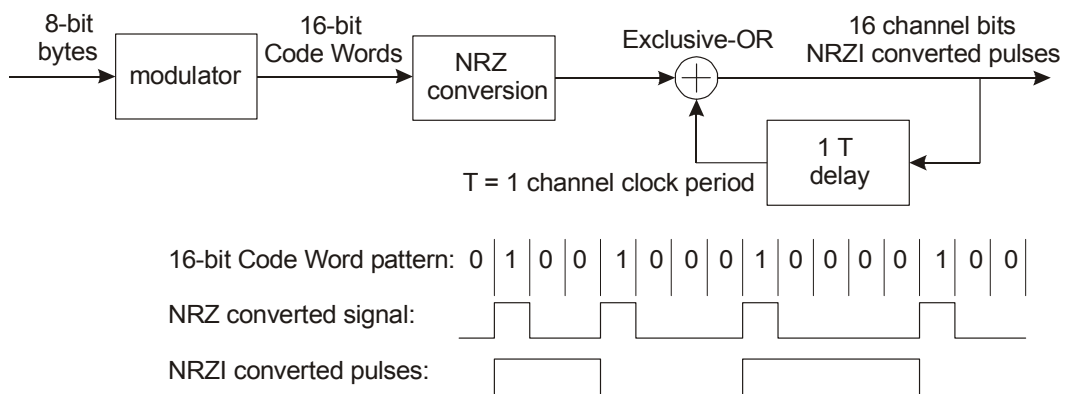 8-bit bytes
modulator
16-bit Code Words
NRZ conversion
Exclusive-OR
16 channel bits NRZI converted pulses
1 T delay
T = 1 channel clock period
16-bit Code Word pattern: 0 1 0 0 1 0 0 0 1 0 0 0 0 1 0 0
NRZ converted signal:
NRZI converted pulses: